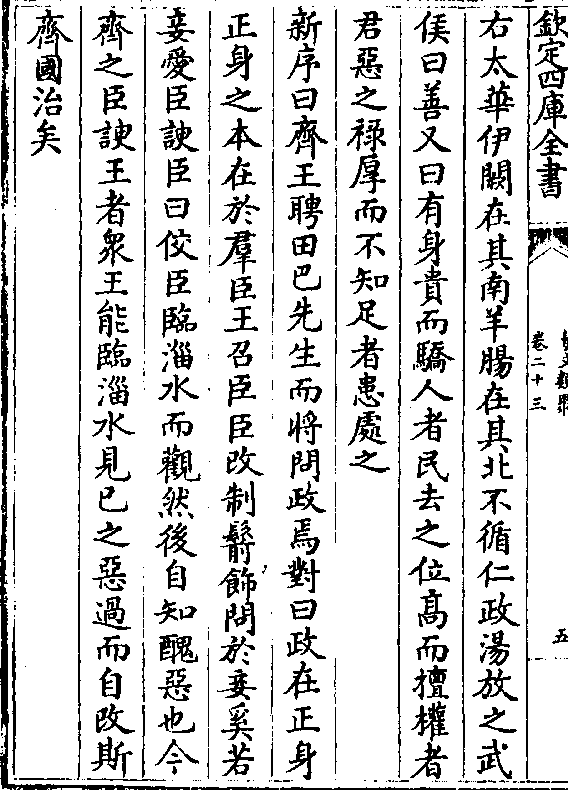 欽定四庫全書
卷二十三
五
右太華伊闕在其南羊腸在其北不循仁政湯放之武
侯曰善又曰有身貴而驕人者民去之位髙而擅權者
君惡之禄厚而不知足者患處之
新序曰齊王聘田巴先生而將問政焉對曰政在正身
正身之本在於羣臣王召臣臣改制鬋飾問於妾奚若
妾愛臣諛臣曰佼臣臨淄水而觀然後自知醜惡也今
齊之臣諛王者衆王能臨淄水見已之惡過而自改斯
齊國治矣